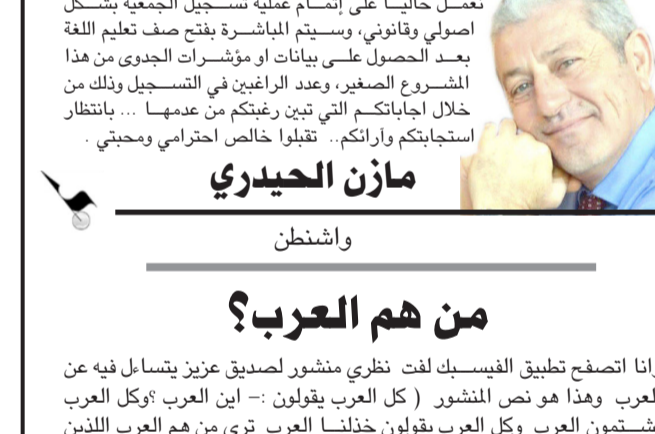 نعمل حاليا على إتمام عملية تسجيل الجمعية بشكل
اصولي وقانوني، وسيتم المباشرة بفتح صف تعليم اللغة
بعد الحصول على بيانات او مؤشرات الجدوى من هذا
المشروع الصغير، وعدد الراغبين في التسجيل وذلك من
خلال اجاباتكم التي تبين رغبتكم من عدمها ... بانتظار
استجابتكم وآرائكم.. تقبلوا خالص احترامي ومحبتي .
مازن الحيدري
واشنطن
من هم العرب؟
وانا اتصفح تطبيق الفيسبك لفت نظري منشور لصديق عزيز يتساءل فيه عن
العرب وهذا هو نص المنشور ( كل العرب يقولون :- اين العرب ؟وكل العرب
يشتمون العرب وكل العرب يقولون خذلنا العرب ترى من هم العرب اللذين